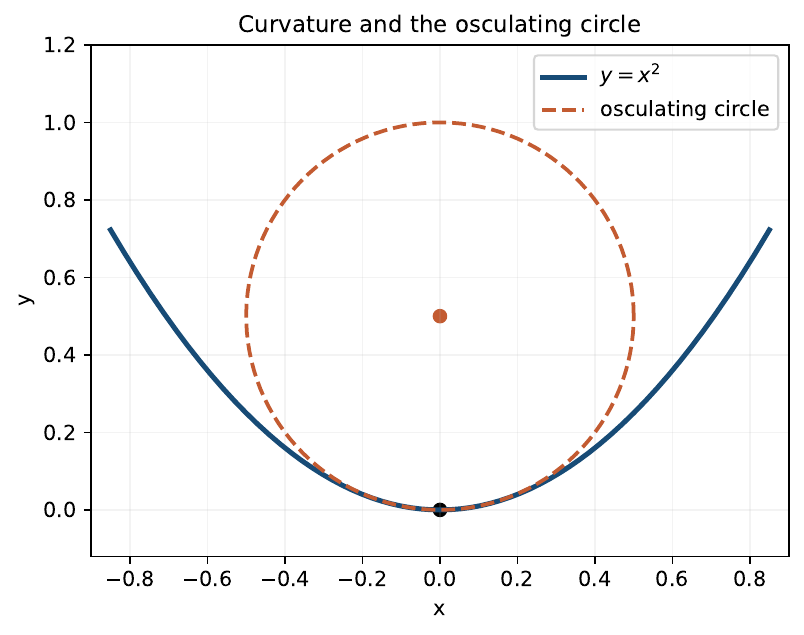 Curvature and the osculating circle
y = x²
osculating circle
y
1.2
1.0
0.8
0.6
0.4
0.2
0.0
−0.8 −0.6 −0.4 −0.2 0.0 0.2 0.4 0.6 0.8
x